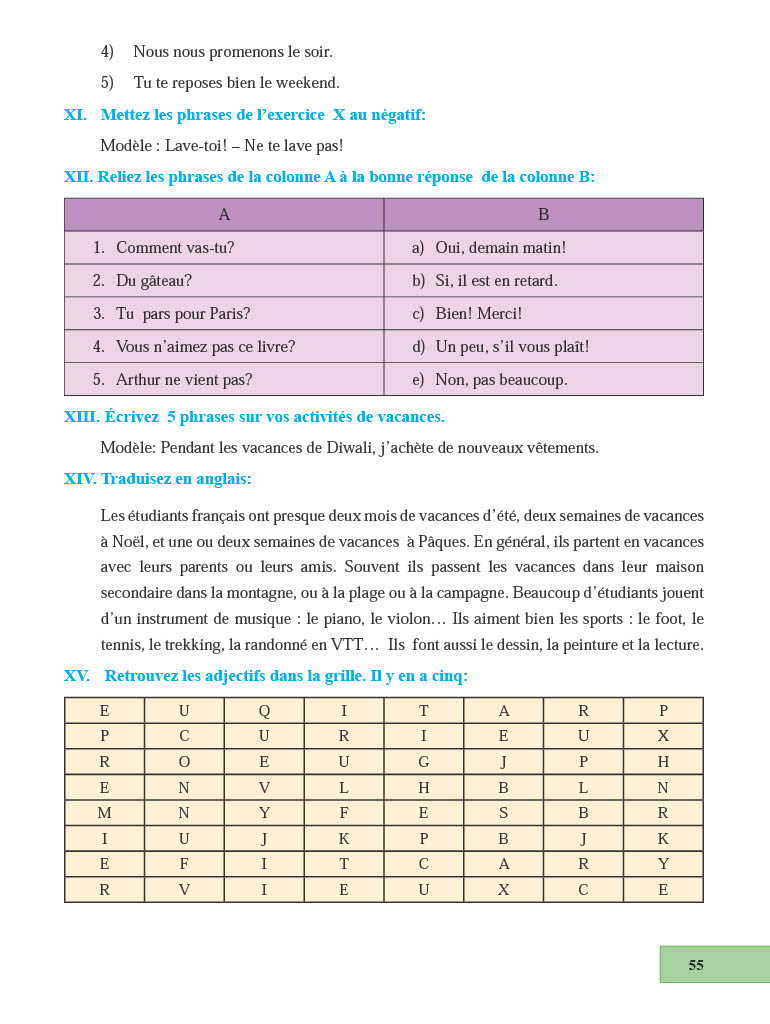 4) Nous nous promenons le soir.
5) Tu te reposes bien le weekend.
XI. Mettez les phrases de l'exercice X au négatif:
Modèle : Lave-toi! – Ne te lave pas!
XII. Reliez les phrases de la colonne A à la bonne réponse de la colonne B:
A B
1. Comment vas-tu? a) Oui, demain matin!
2. Du gâteau? b) Si, il est en retard.
3. Tu pars pour Paris? c) Bien! Merci!
4. Vous n'aimez pas ce livre? d) Un peu, s'il vous plaît!
5. Arthur ne vient pas? e) Non, pas beaucoup.
XIII. Écrivez 5 phrases sur vos activités de vacances.
Modèle: Pendant les vacances de Diwali, j'achète de nouveaux vêtements.
XIV. Traduisez en anglais:
Les étudiants français ont presque deux mois de vacances d'été, deux semaines de vacances
à Noël, et une ou deux semaines de vacances à Pâques. En général, ils partent en vacances
avec leurs parents ou leurs amis. Souvent ils passent les vacances dans leur maison
secondaire dans la montagne, ou à la plage ou à la campagne. Beaucoup d'étudiants jouent
d'un instrument de musique : le piano, le violon… Ils aiment bien les sports : le foot, le
tennis, le trekking, la randonné en VTT… Ils font aussi le dessin, la peinture et la lecture.
XV. Retrouvez les adjectifs dans la grille. Il y en a cinq:
E U Q I T A R P
P C U R I E U X
R O E U G J P H
E N V L H B L N
M N Y F E S B R
I U J K P B J K
E F I T C A R Y
R V I E U X C E
55